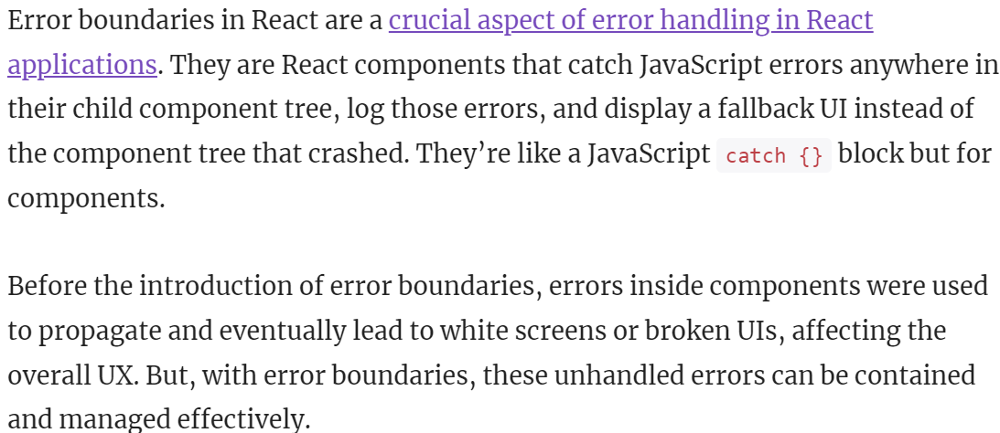 Error boundaries in React are a crucial aspect of error handling in React
applications. They are React components that catch JavaScript errors anywhere in
their child component tree, log those errors, and display a fallback UI instead of
the component tree that crashed. They’re like a JavaScript catch {} block but for
components.
Before the introduction of error boundaries, errors inside components were used
to propagate and eventually lead to white screens or broken UIs, affecting the
overall UX. But, with error boundaries, these unhandled errors can be contained
and managed effectively.